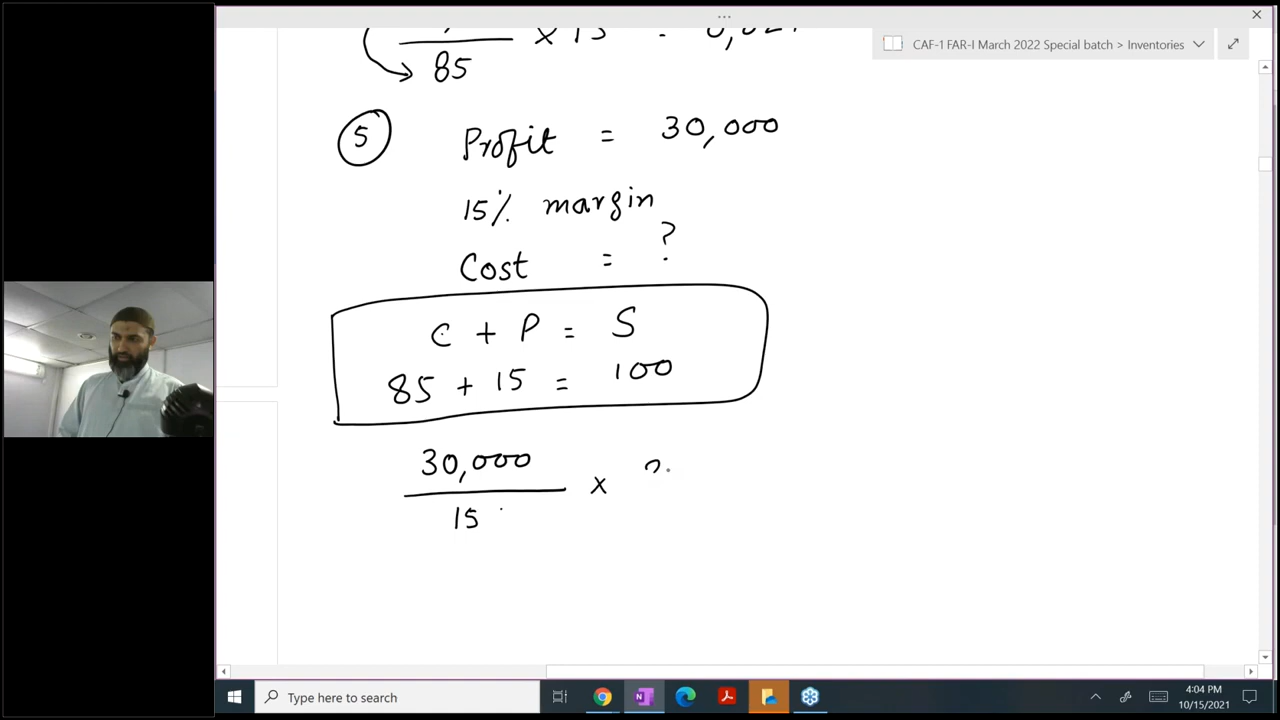 CAF-1 FAR-I March 2022 Special batch > Inventories
85
5 Profit = 30,000
15% margin
Cost = ?
C + P = S
85 + 15 = 100
30,000
15 ×
Type here to search
4:04 PM
10/15/2021